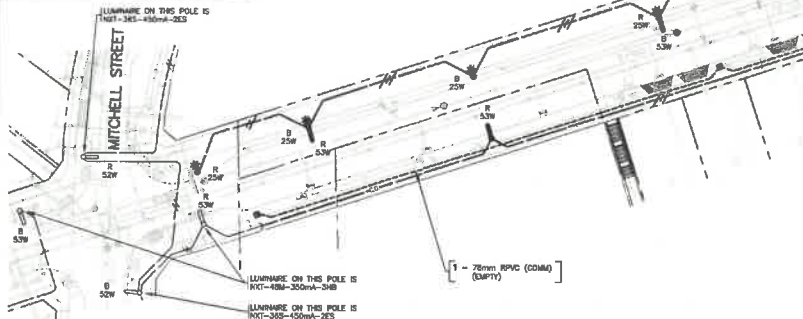 LUMINAIRE ON THIS POLE IS
NXT-36S-450mA-2ES
MITCHELL STREET
R
25W
B
53W
B
25W
B
25W
R
53W
R
53W
R
52W
R
25W
R
53W
B
53W
B
52W
LUMINAIRE ON THIS POLE IS
NXT-48M-350mA-3HB
LUMINAIRE ON THIS POLE IS
NXT-36S-450mA-2ES
1 - 78mm RPVC (COMM)
(EMPTY)